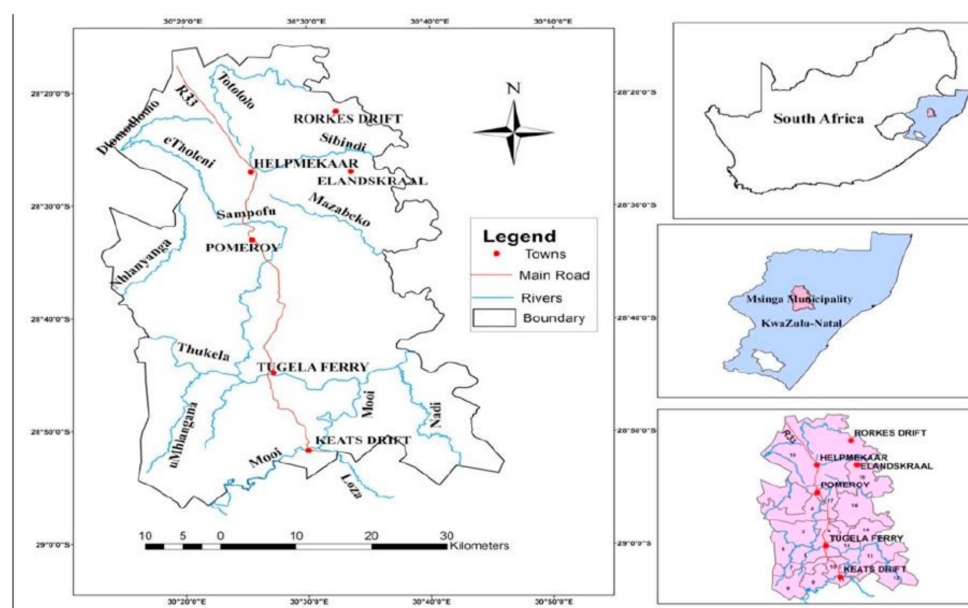 30°20'0"E
30°30'0"E
30°40'0"E
30°50'0"E
28°20'0"S
28°30'0"S
28°40'0"S
28°50'0"S
29°0'0"S
R33
Totololo
RORKES DRIFT
Sibindi
eTholeni
HELPMEKAAR
ELANDSKRAAL
Mazabeko
Sampofu
POMEROY
Nhlanyanga
Thukela
TUGELA FERRY
uMhlangana
Mooi
Nadi
KEATS DRIFT
Mooi
Loza
N
Legend
Towns
Main Road
Rivers
Boundary
10 5 0 10 20 30
Kilometers
30°20'0"E
30°30'0"E
30°40'0"E
30°50'0"E
28°20'0"S
28°30'0"S
28°40'0"S
28°50'0"S
29°0'0"S
South Africa
Msinga Municipality
KwaZulu-Natal
R33
RORKES DRIFT
HELPMEKAAR
ELANDSKRAAL
POMEROY
17
TUGELA FERRY
KEATS DRIFT